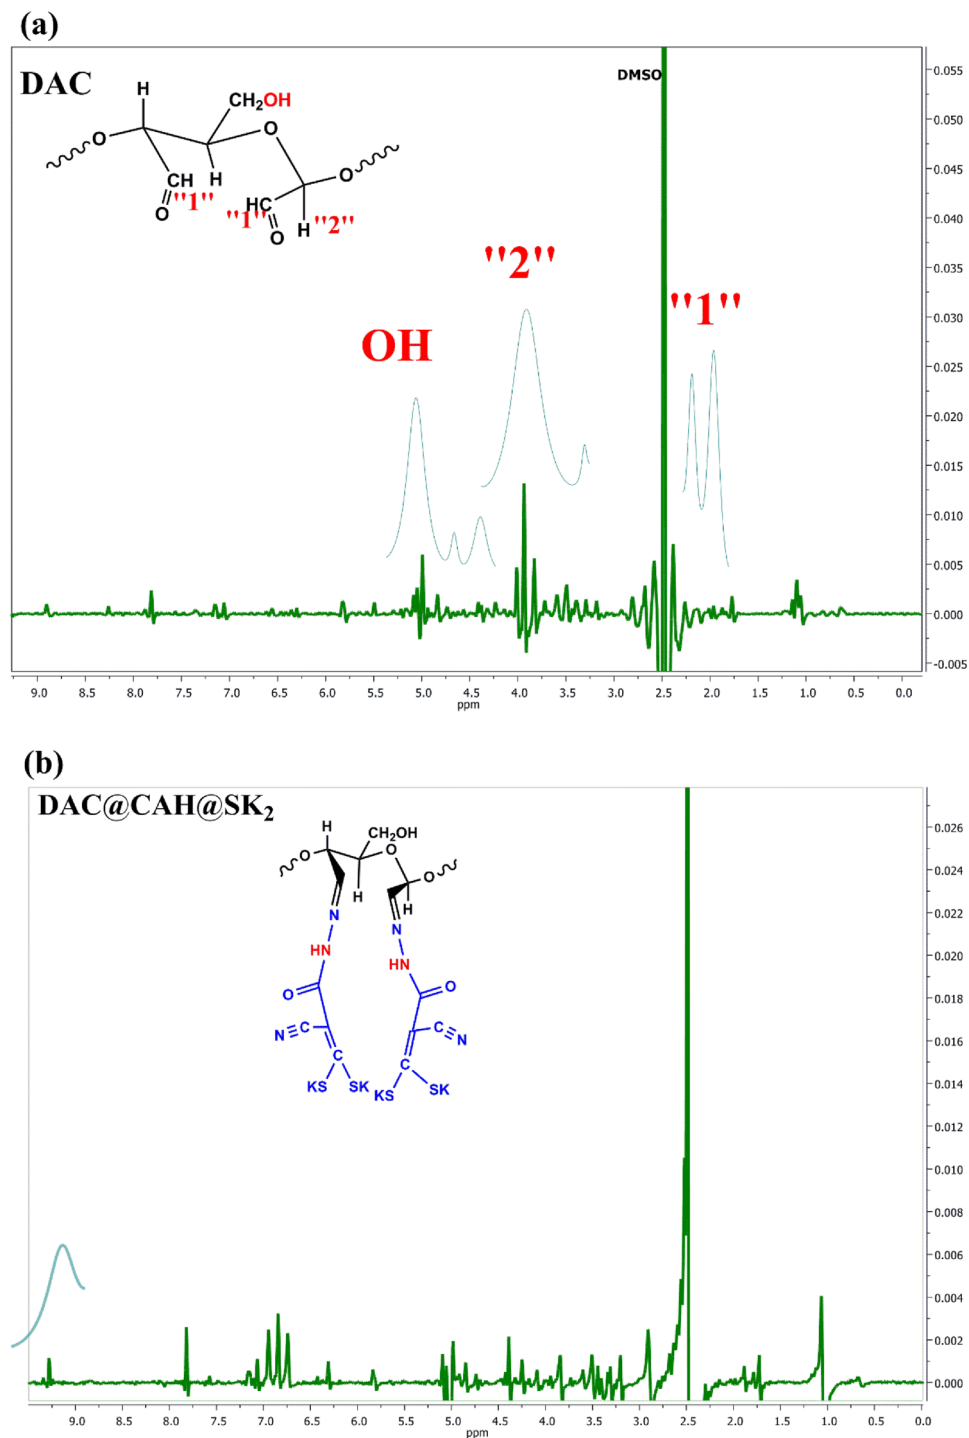 (a)
DAC
DMSO
H
CH₂OH
O
O
H
O
CH
"1"
O
"1"
HC
O
H
"2"
OH
"2"
"1"
0.055
0.050
0.045
0.040
0.035
0.030
0.025
0.020
0.015
0.010
0.005
0.000
-0.005
9.0 8.5 8.0 7.5 7.0 6.5 6.0 5.5 5.0 4.5 4.0 3.5 3.0 2.5 2.0 1.5 1.0 0.5 0.0
ppm
(b)
DAC@CAH@SK₂
H
CH₂OH
O
O
O
H
H
N
N
HN
HN
O
O
N≡C
C≡N
C
C
KS SK
KS SK
0.026
0.024
0.022
0.020
0.018
0.016
0.014
0.012
0.010
0.008
0.006
0.004
0.002
0.000
9.0 8.5 8.0 7.5 7.0 6.5 6.0 5.5 5.0 4.5 4.0 3.5 3.0 2.5 2.0 1.5 1.0 0.5 0.0
ppm